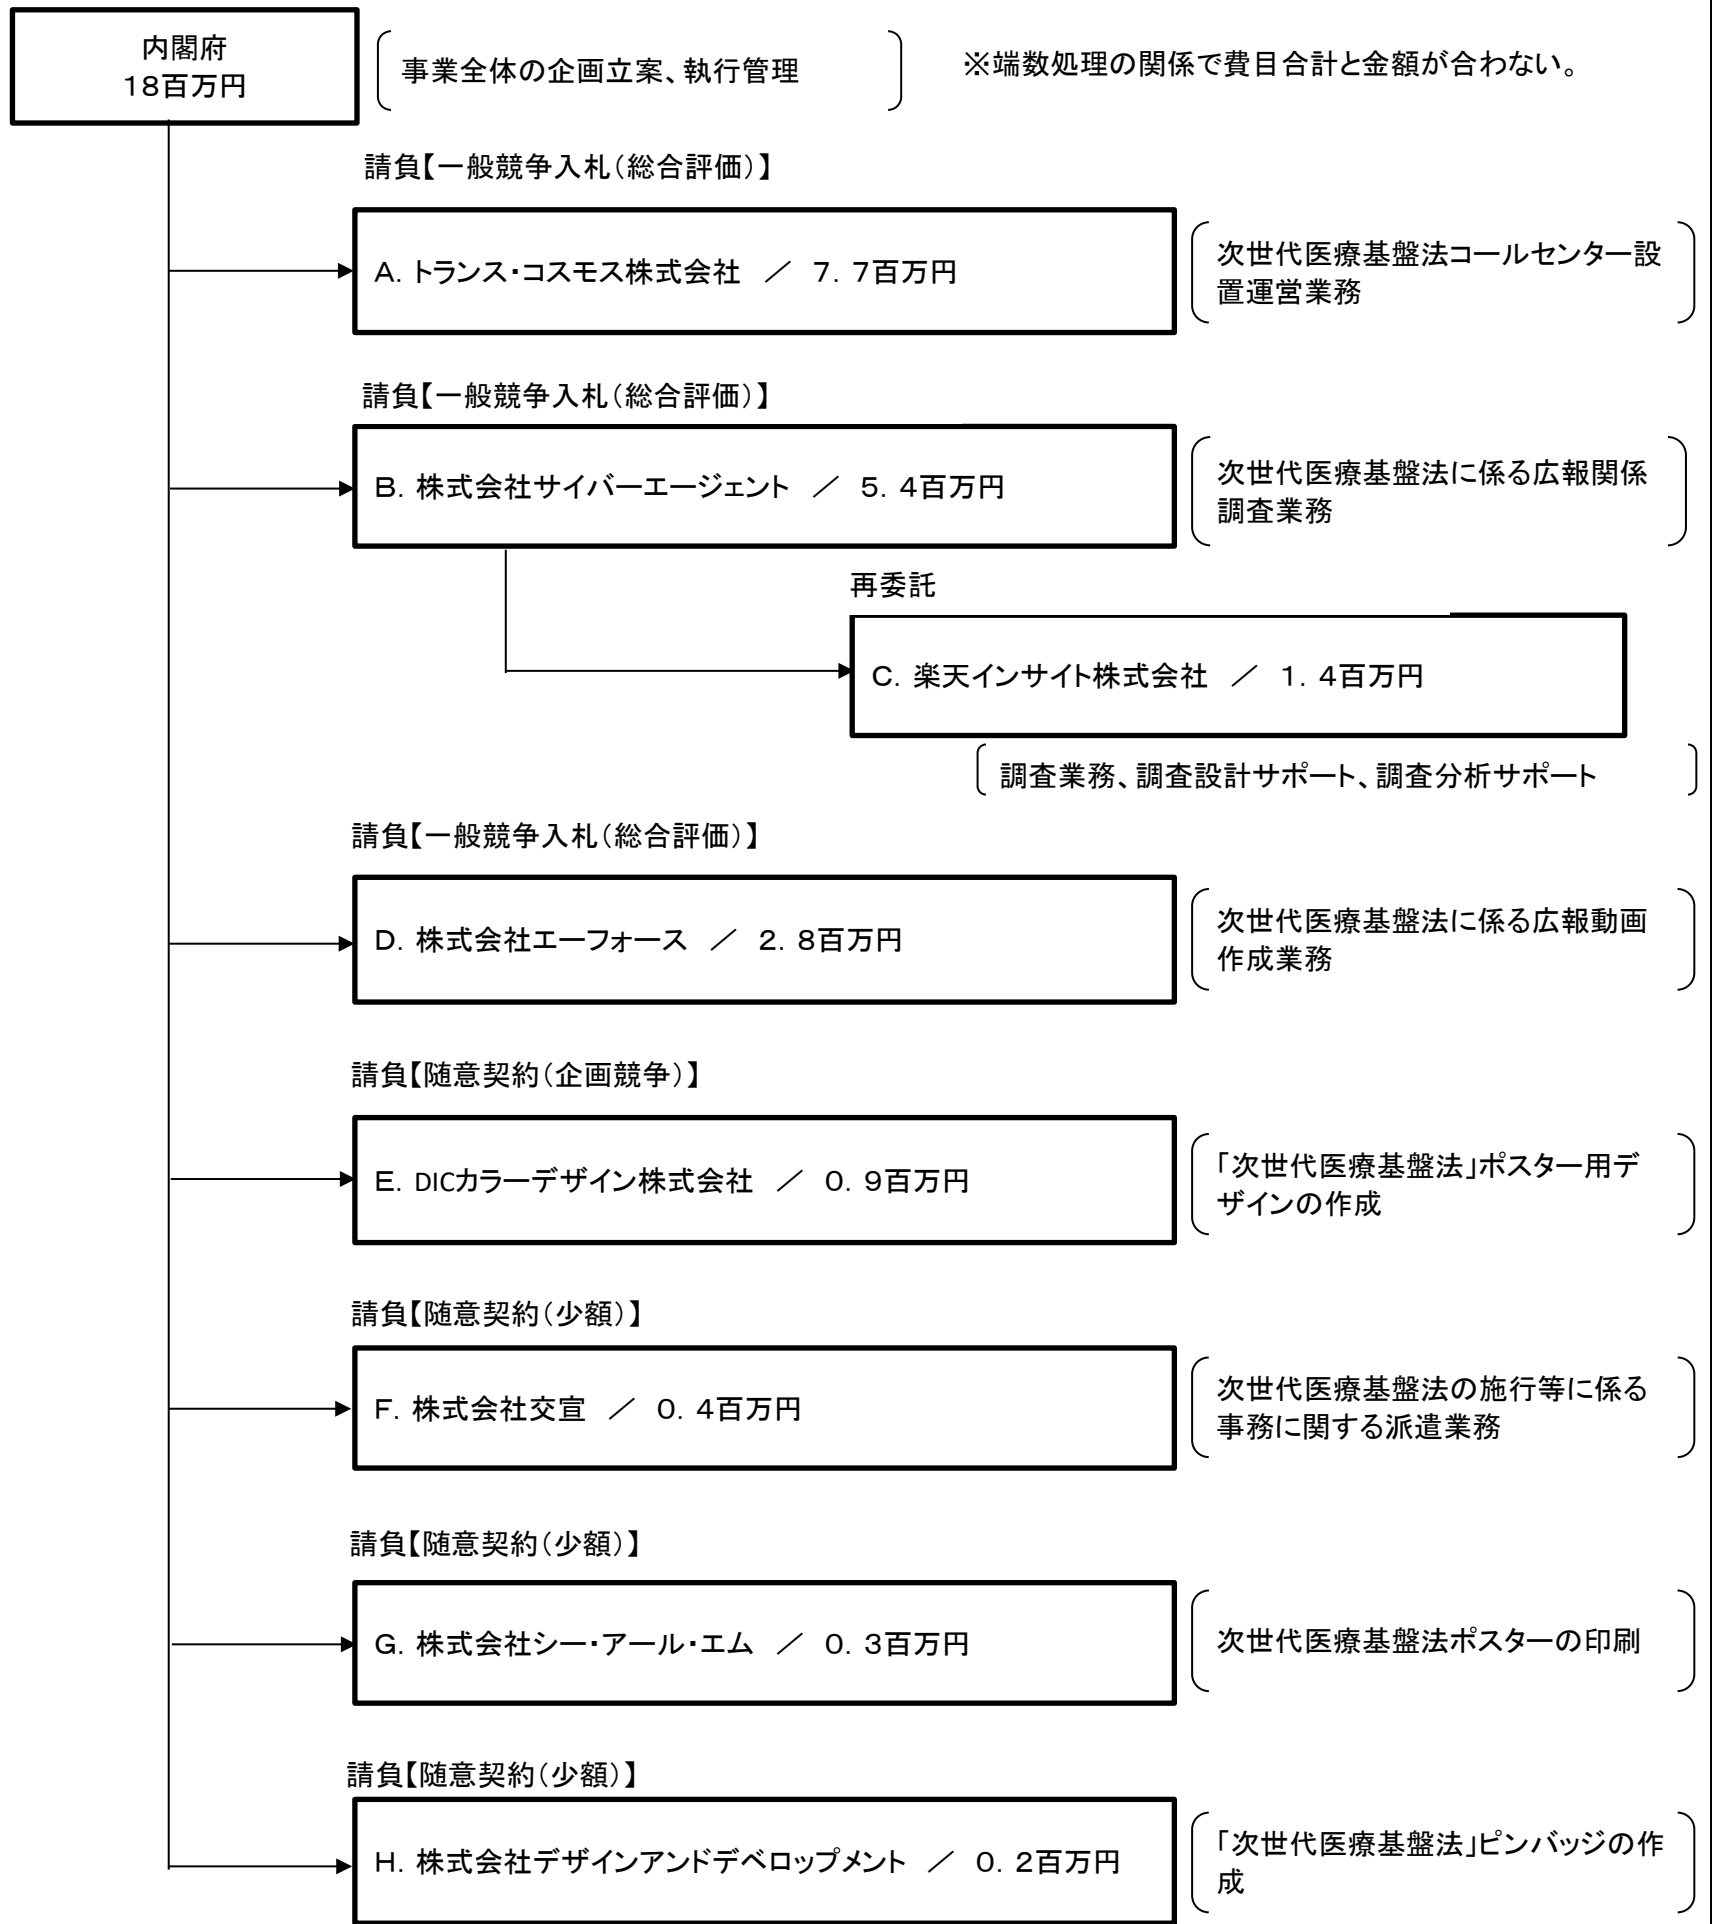 内閣府
18百万円
事業全体の企画立案、執行管理
※端数処理の関係で費目合計と金額が合わない。
請負【一般競争入札（総合評価）】
A. トランス・コスモス株式会社　／　7. 7百万円
次世代医療基盤法コールセンター設
置運営業務
請負【一般競争入札（総合評価）】
B. 株式会社サイバーエージェント　／　5. 4百万円
次世代医療基盤法に係る広報関係
調査業務
再委託
C. 楽天インサイト株式会社　／　1. 4百万円
調査業務、調査設計サポート、調査分析サポート
請負【一般競争入札（総合評価）】
D. 株式会社エーフォース　／　2. 8百万円
次世代医療基盤法に係る広報動画
作成業務
請負【随意契約（企画競争）】
E. DICカラーデザイン株式会社　／　0. 9百万円
「次世代医療基盤法」ポスター用デ
ザインの作成
請負【随意契約（少額）】
F. 株式会社交宣　／　0. 4百万円
次世代医療基盤法の施行等に係る
事務に関する派遣業務
請負【随意契約（少額）】
G. 株式会社シー・アール・エム　／　0. 3百万円
次世代医療基盤法ポスターの印刷
請負【随意契約（少額）】
H. 株式会社デザインアンドデベロップメント　／　0. 2百万円
「次世代医療基盤法」ピンバッジの作
成